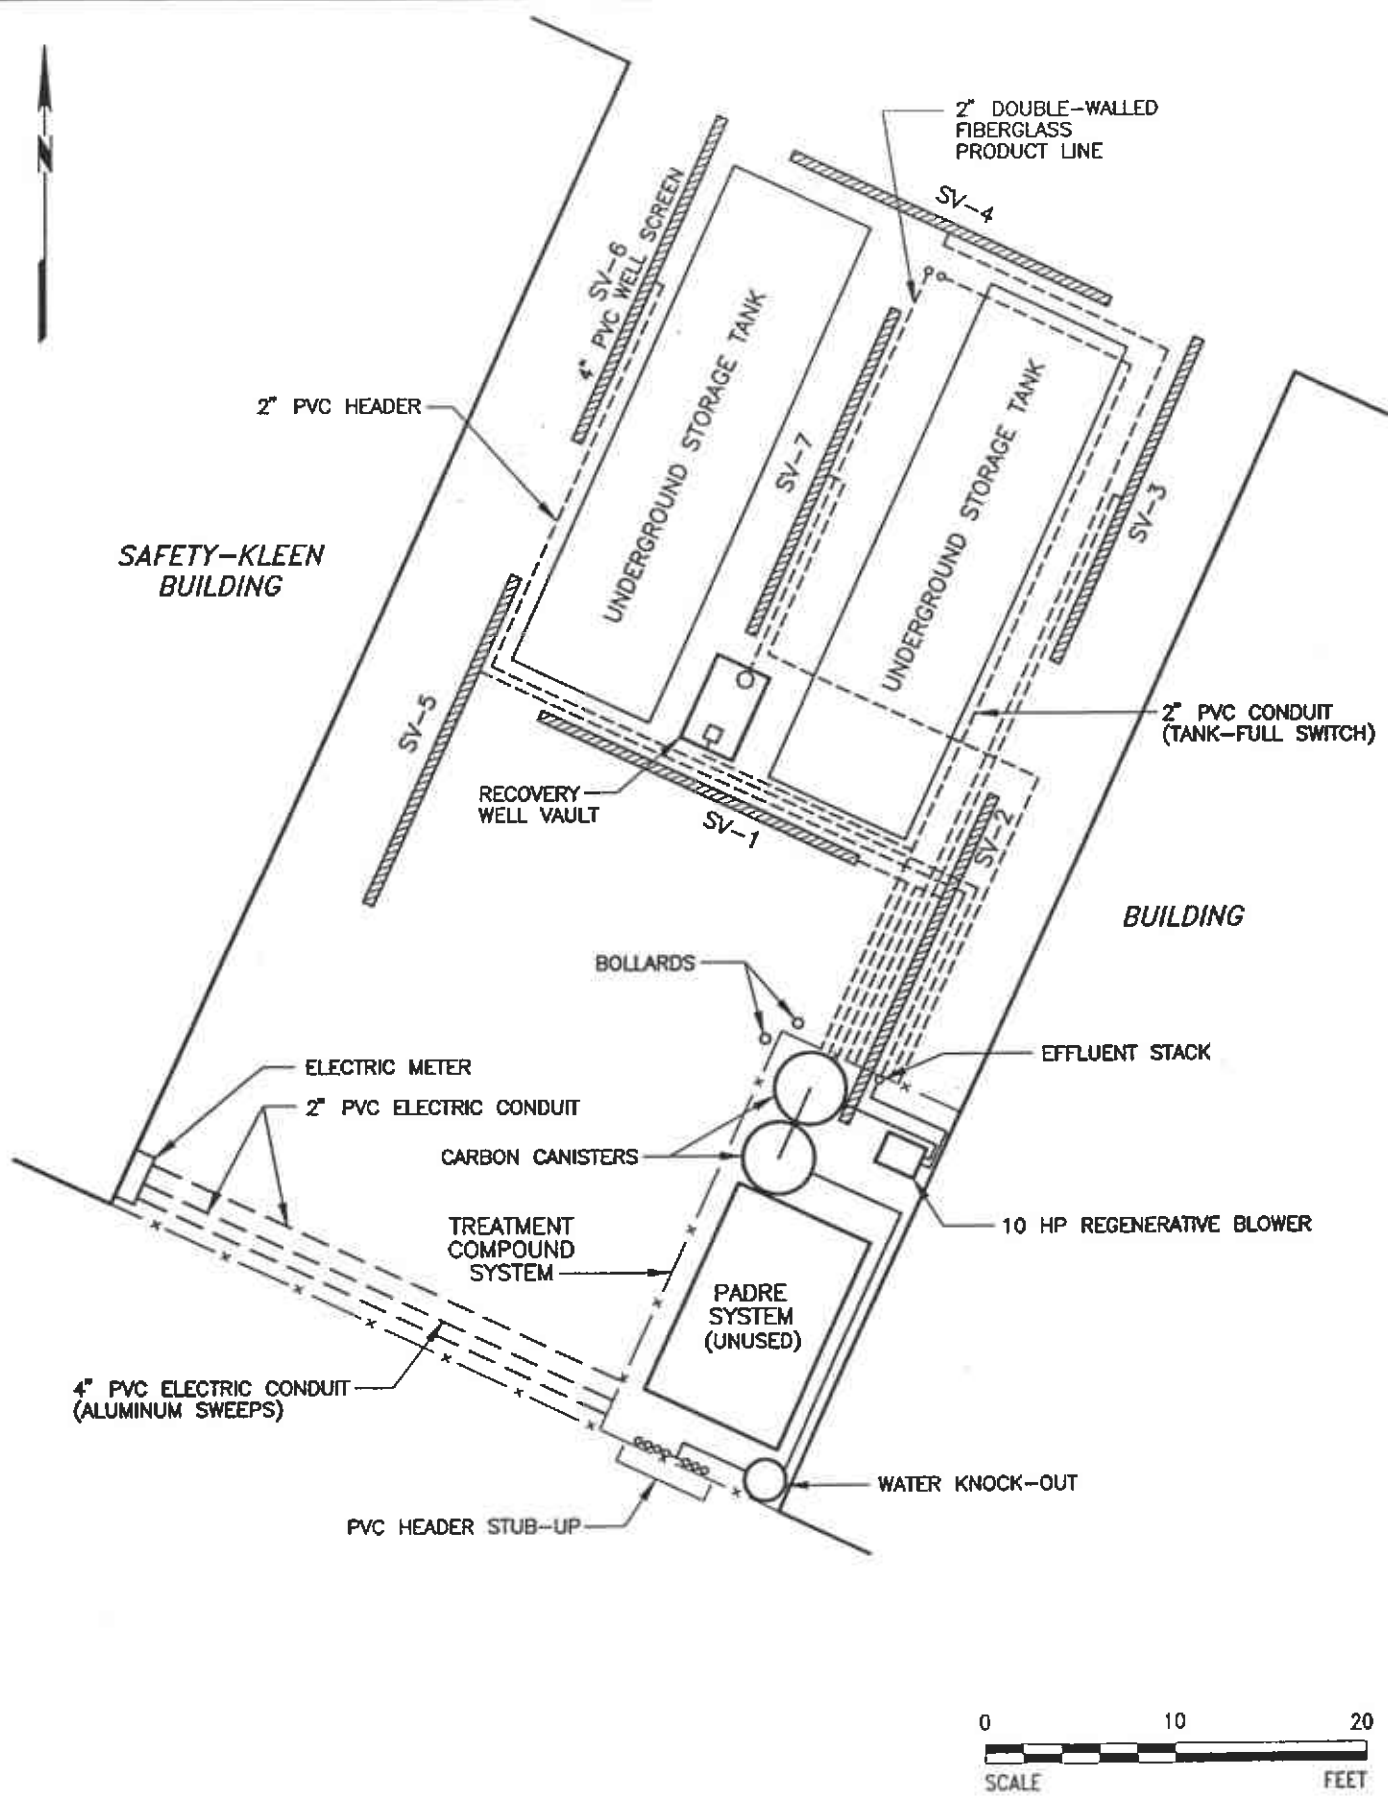 N
2" DOUBLE-WALLED
FIBERGLASS
PRODUCT LINE
SV-4
SV-6
4" PVC WELL SCREEN
UNDERGROUND STORAGE TANK
2" PVC HEADER
SV-7
UNDERGROUND STORAGE TANK
SV-3
SAFETY-KLEEN
BUILDING
SV-5
2" PVC CONDUIT
(TANK-FULL SWITCH)
RECOVERY
WELL VAULT
SV-1
SV-2
BUILDING
BOLLARDS
EFFLUENT STACK
ELECTRIC METER
2" PVC ELECTRIC CONDUIT
CARBON CANISTERS
10 HP REGENERATIVE BLOWER
TREATMENT
COMPOUND
SYSTEM
PADRE
SYSTEM
(UNUSED)
4" PVC ELECTRIC CONDUIT
(ALUMINUM SWEEPS)
WATER KNOCK-OUT
PVC HEADER STUB-UP
0 10 20
SCALE FEET